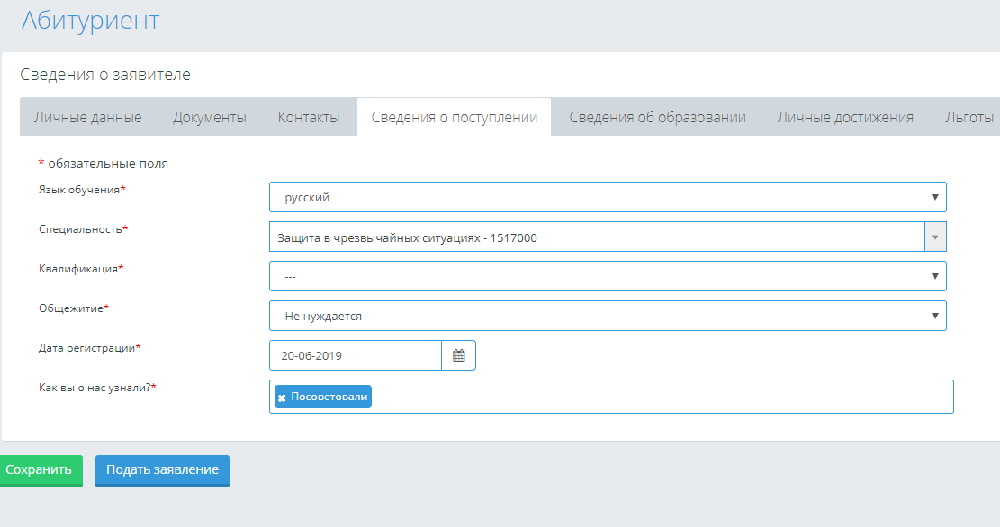 Абитуриент
Сведения о заявителе
Личные данные Документы Контакты Сведения о поступлении Сведения об образовании Личные достижения Льготы
* обязательные поля
Язык обучения* русский
Специальность* Защита в чрезвычайных ситуациях - 1517000
Квалификация* ---
Общежитие* Не нуждается
Дата регистрации* 20-06-2019
Как вы о нас узнали?* Посоветовали
Сохранить Подать заявление